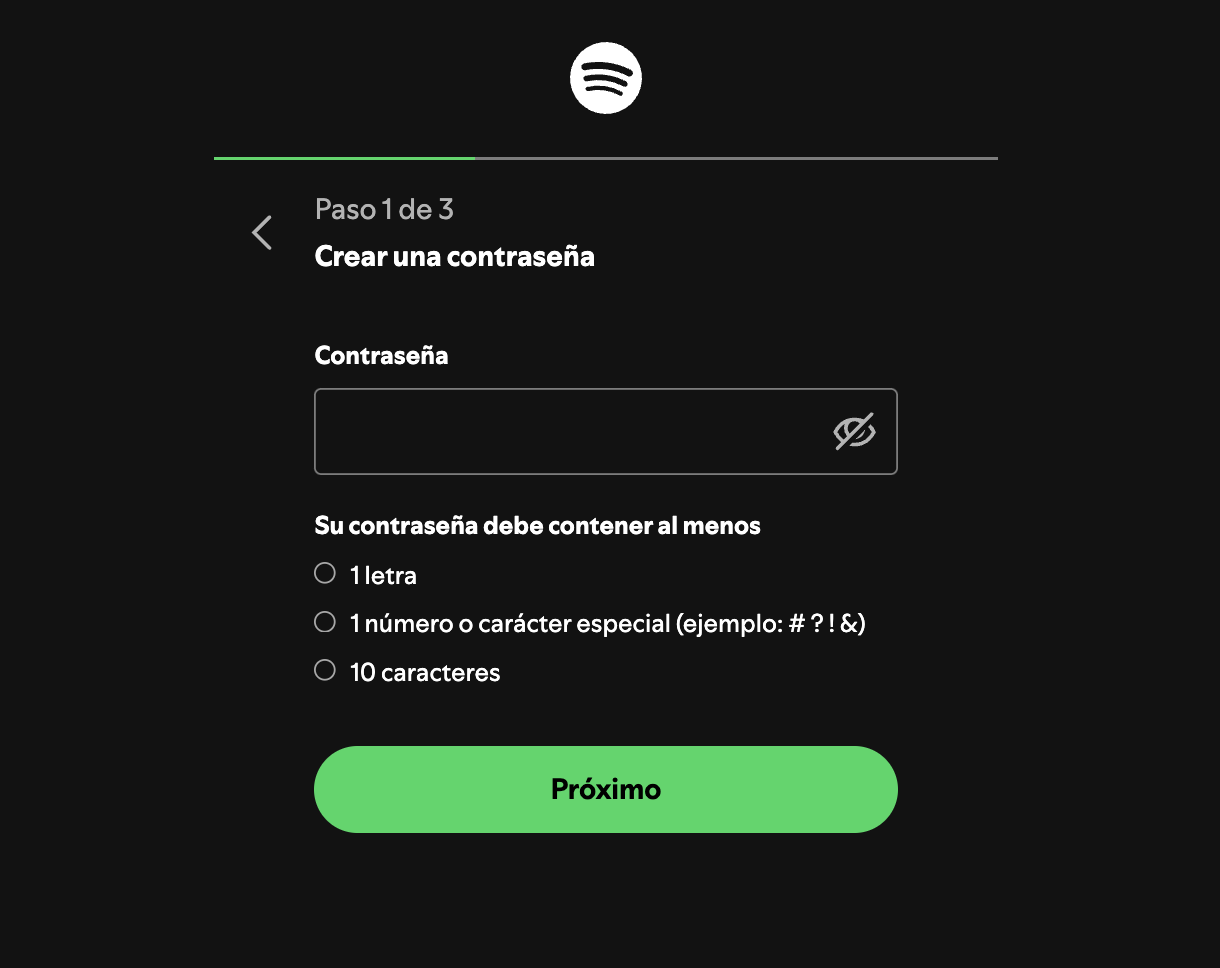 Paso 1 de 3
Crear una contraseña
Contraseña
Su contraseña debe contener al menos
1 letra
1 número o carácter especial (ejemplo: # ? ! &)
10 caracteres
Próximo